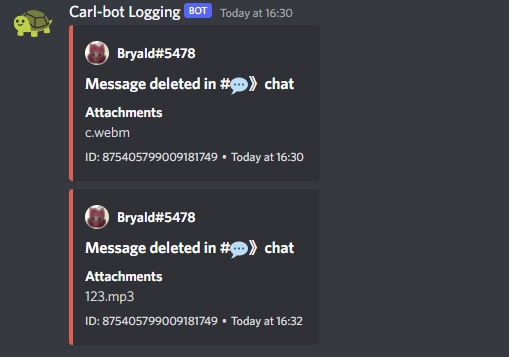 Carl-bot Logging BOT Today at 16:30
Bryald#5478
Message deleted in #💬》chat
Attachments
c.webm
ID: 875405799009181749 • Today at 16:30
Bryald#5478
Message deleted in #💬》chat
Attachments
123.mp3
ID: 875405799009181749 • Today at 16:32